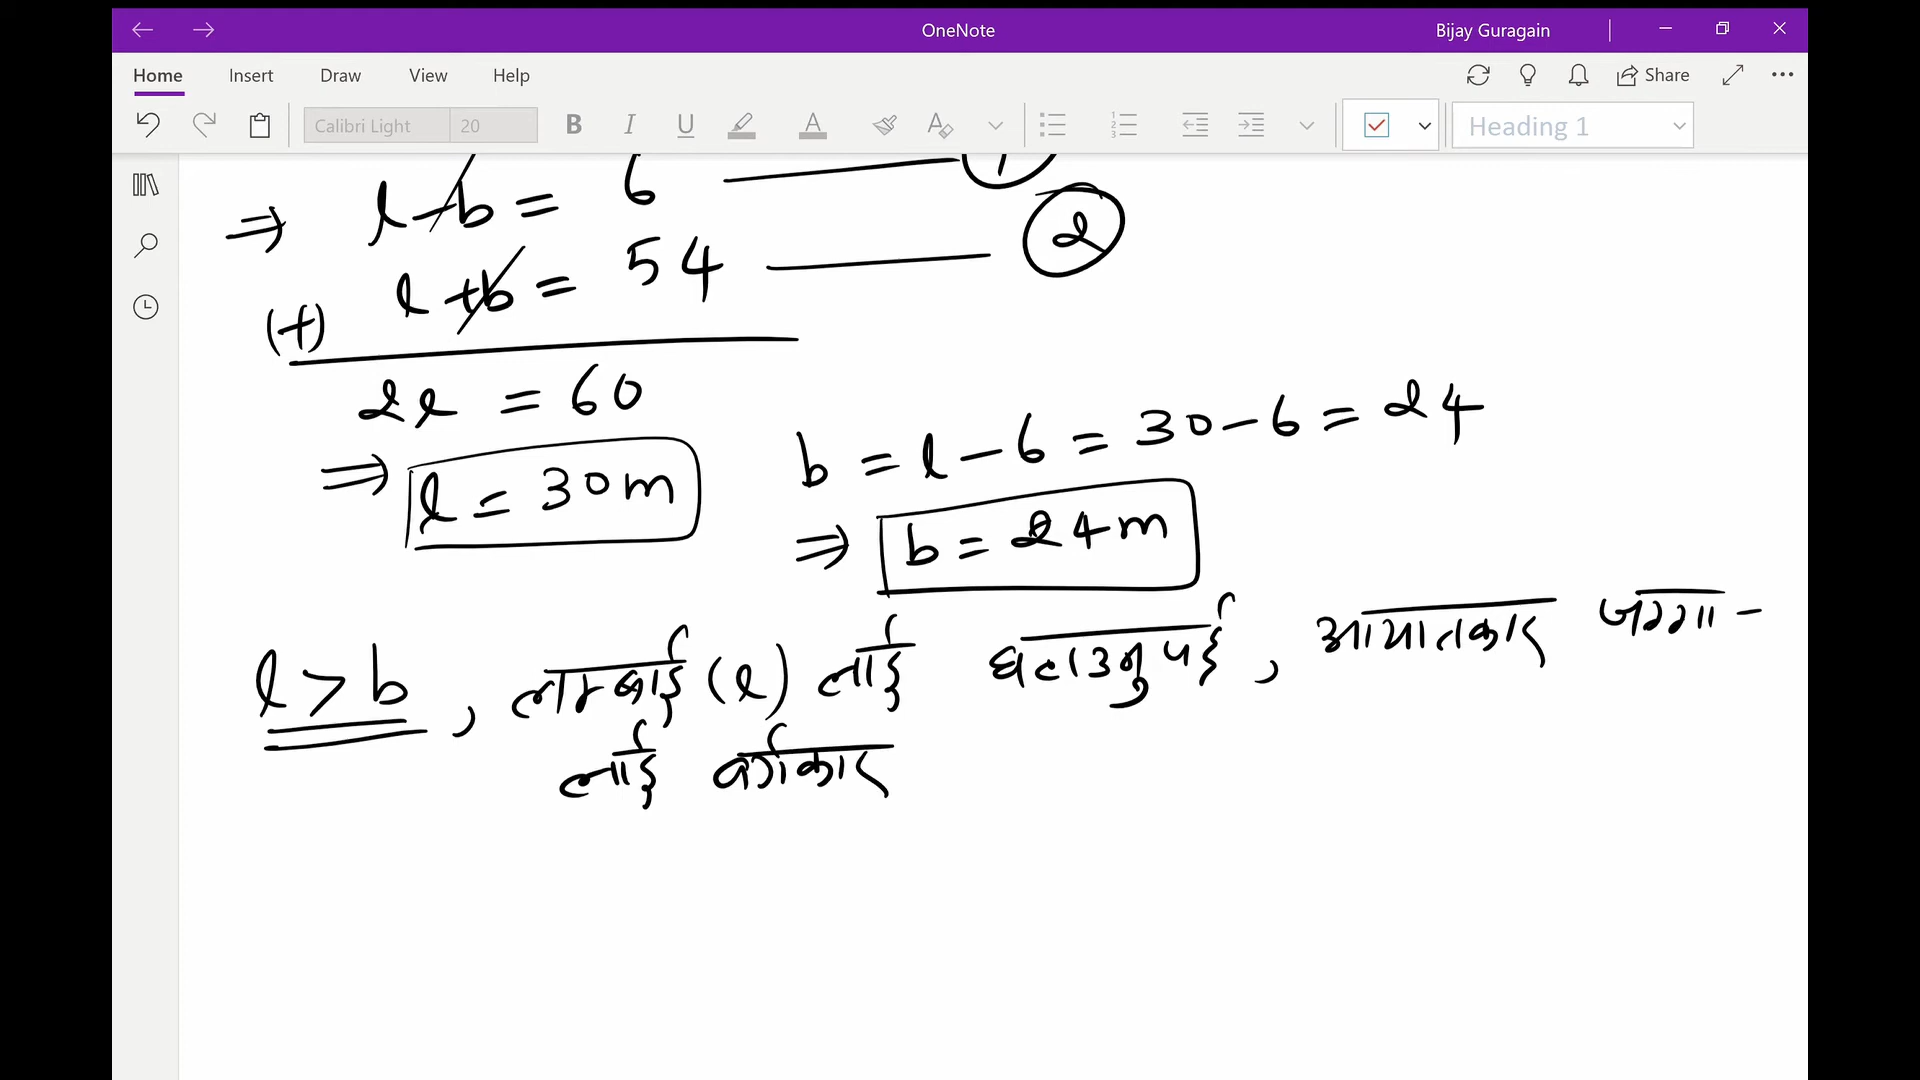 OneNote
Bijay Guragain
Home Insert Draw View Help
Share
Calibri Light 20
B I U A
Heading 1
⇒ l - b = 6 ——— ①
l + b = 54 ——— ②
(+)
2l = 60
⇒ l = 30m
b = l - 6 = 30 - 6 = 24
⇒ b = 24m
l > b , लम्बाई (l) लाई घटाउनु पर्छ , आयातकार जग्गा -
लाई वर्गाकार